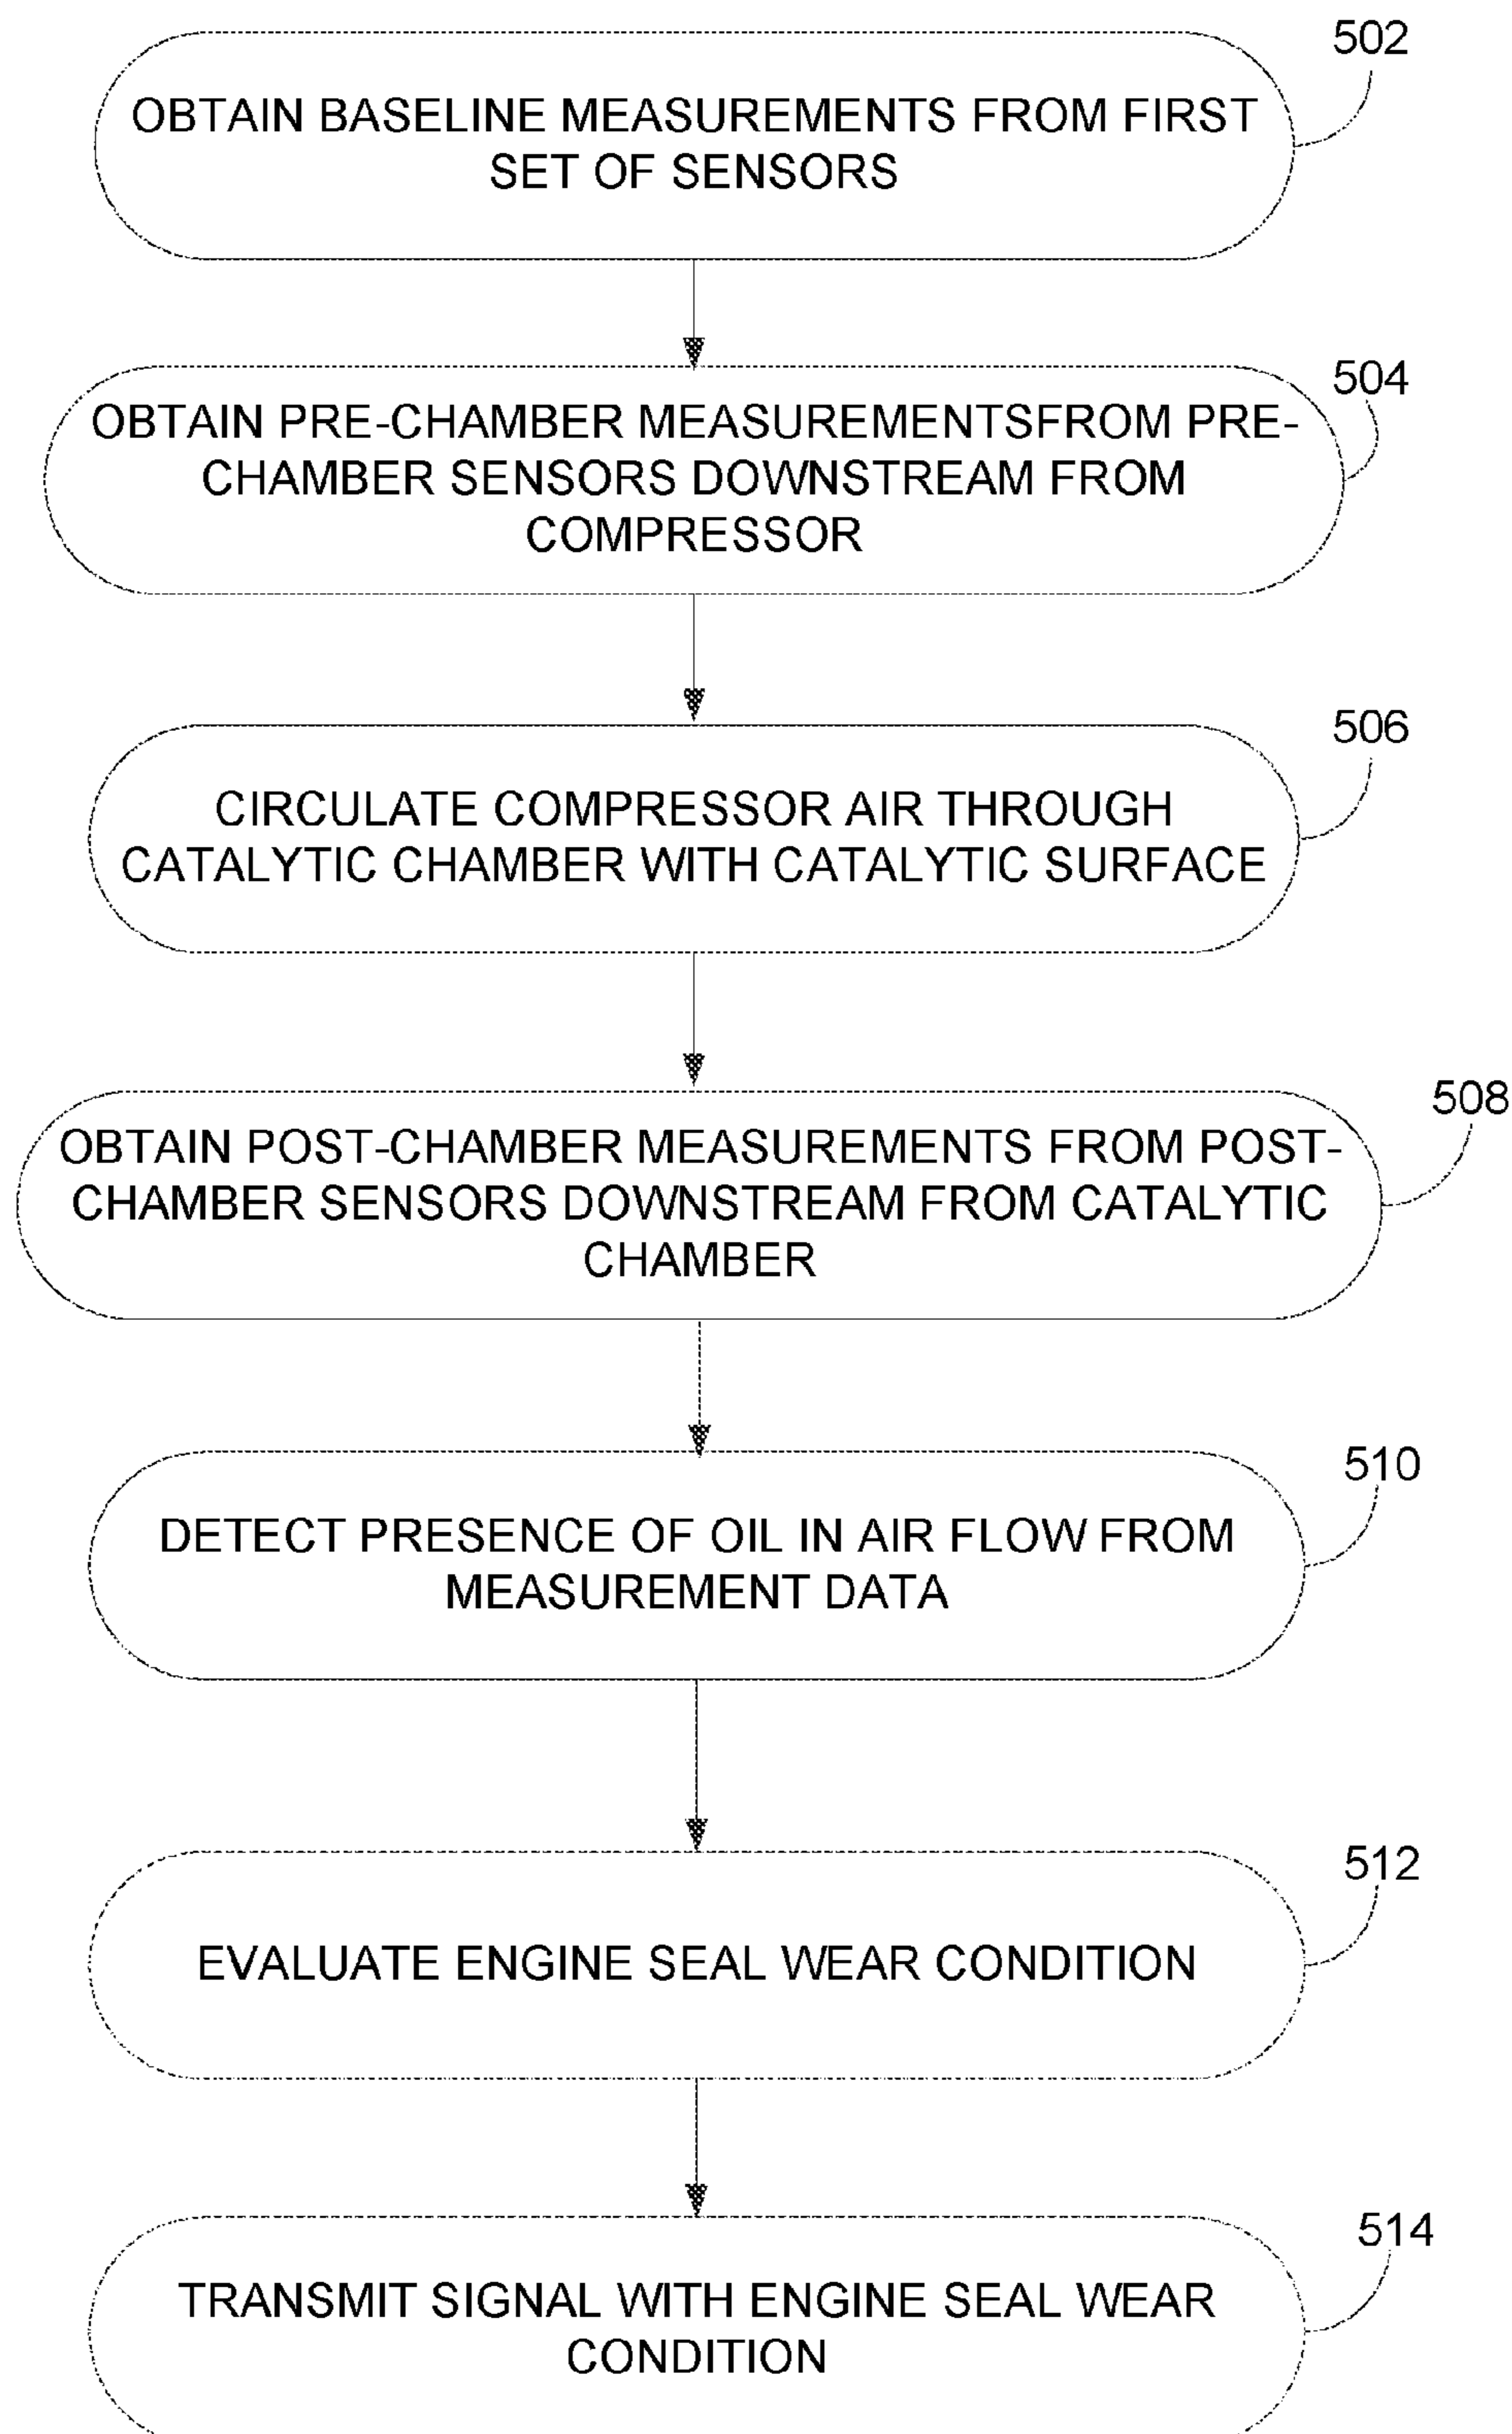 502
OBTAIN BASELINE MEASUREMENTS FROM FIRST
SET OF SENSORS
504
OBTAIN PRE-CHAMBER MEASUREMENTSFROM PRE-
CHAMBER SENSORS DOWNSTREAM FROM
COMPRESSOR
506
CIRCULATE COMPRESSOR AIR THROUGH
CATALYTIC CHAMBER WITH CATALYTIC SURFACE
508
OBTAIN POST-CHAMBER MEASUREMENTS FROM POST-
CHAMBER SENSORS DOWNSTREAM FROM CATALYTIC
CHAMBER
510
DETECT PRESENCE OF OIL IN AIR FLOW FROM
MEASUREMENT DATA
512
EVALUATE ENGINE SEAL WEAR CONDITION
514
TRANSMIT SIGNAL WITH ENGINE SEAL WEAR
CONDITION